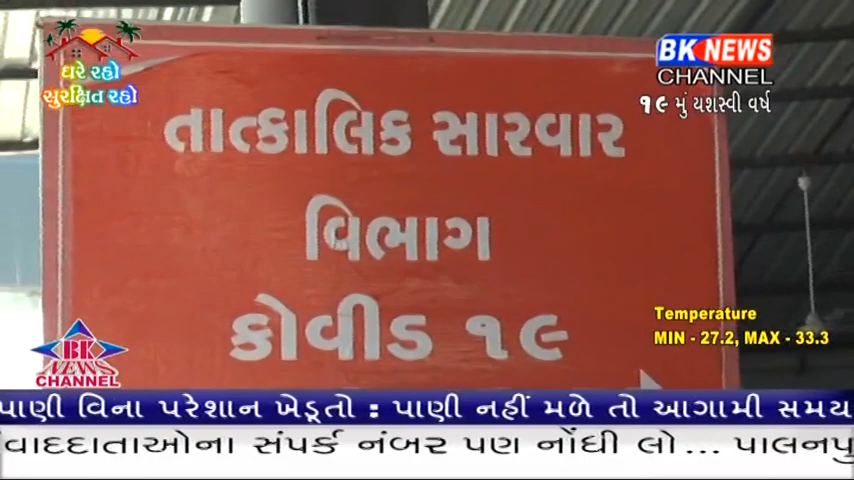 ઘરે રહો
સુરક્ષિત રહો
BK NEWS
CHANNEL
૧૯ મું યશસ્વી વર્ષ
તાત્કાલિક સારવાર
વિભાગ
કોવીડ ૧૯
Temperature
MIN - 27.2, MAX - 33.3
BK
NEWS
CHANNEL
પાણી વિના પરેશાન ખેડૂતો : પાણી નહીં મળે તો આગામી સમય
વાદદાતાઓના સંપર્ક નંબર પણ નોંધી લો... પાલનપુ